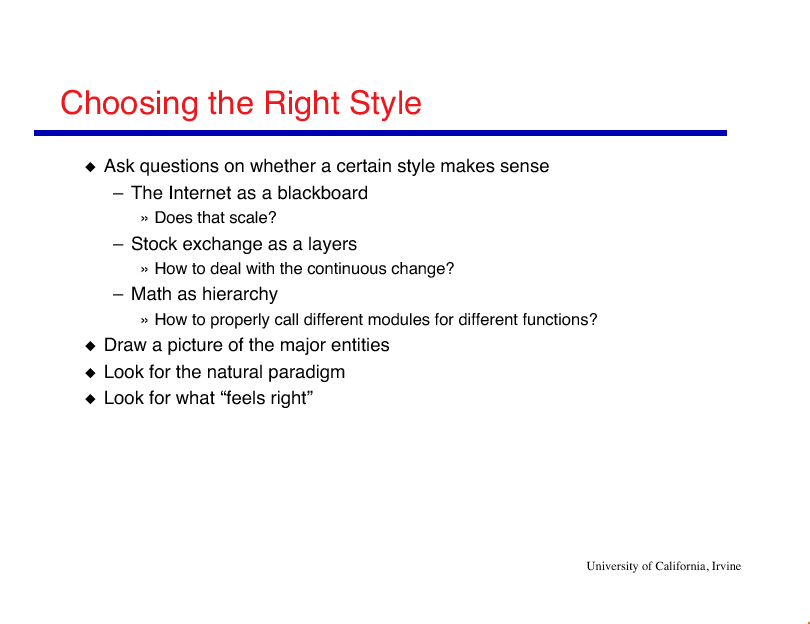 Choosing the Right Style
◆ Ask questions on whether a certain style makes sense
– The Internet as a blackboard
» Does that scale?
– Stock exchange as a layers
» How to deal with the continuous change?
– Math as hierarchy
» How to properly call different modules for different functions?
◆ Draw a picture of the major entities
◆ Look for the natural paradigm
◆ Look for what “feels right”
University of California, Irvine